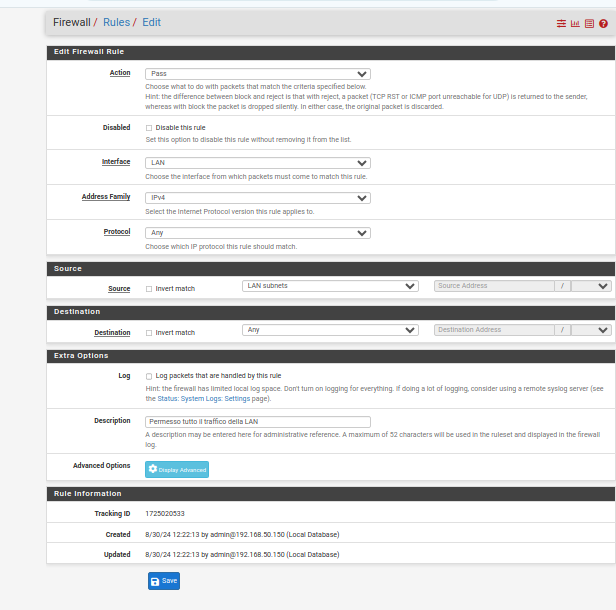 Firewall / Rules / Edit
Edit Firewall Rule
Action
Pass
Choose what to do with packets that match the criteria specified below.
Hint: the difference between block and reject is that with reject, a packet (TCP RST or ICMP port unreachable for UDP) is returned to the sender,
whereas with block the packet is dropped silently. In either case, the original packet is discarded.
Disabled
Disable this rule
Set this option to disable this rule without removing it from the list.
Interface
LAN
Choose the interface from which packets must come to match this rule.
Address Family
IPv4
Select the Internet Protocol version this rule applies to.
Protocol
Any
Choose which IP protocol this rule should match.
Source
Source
Invert match
LAN subnets
Source Address
/
Destination
Destination
Invert match
Any
Destination Address
/
Extra Options
Log
Log packets that are handled by this rule
Hint: the firewall has limited local log space. Don't turn on logging for everything. If doing a lot of logging, consider using a remote syslog server (see
the Status: System Logs: Settings page).
Description
Permesso tutto il traffico della LAN
A description may be entered here for administrative reference. A maximum of 52 characters will be used in the ruleset and displayed in the firewall
log.
Advanced Options
Display Advanced
Rule Information
Tracking ID
1725020533
Created
8/30/24 12:22:13 by admin@192.168.50.150 (Local Database)
Updated
8/30/24 12:22:13 by admin@192.168.50.150 (Local Database)
Save